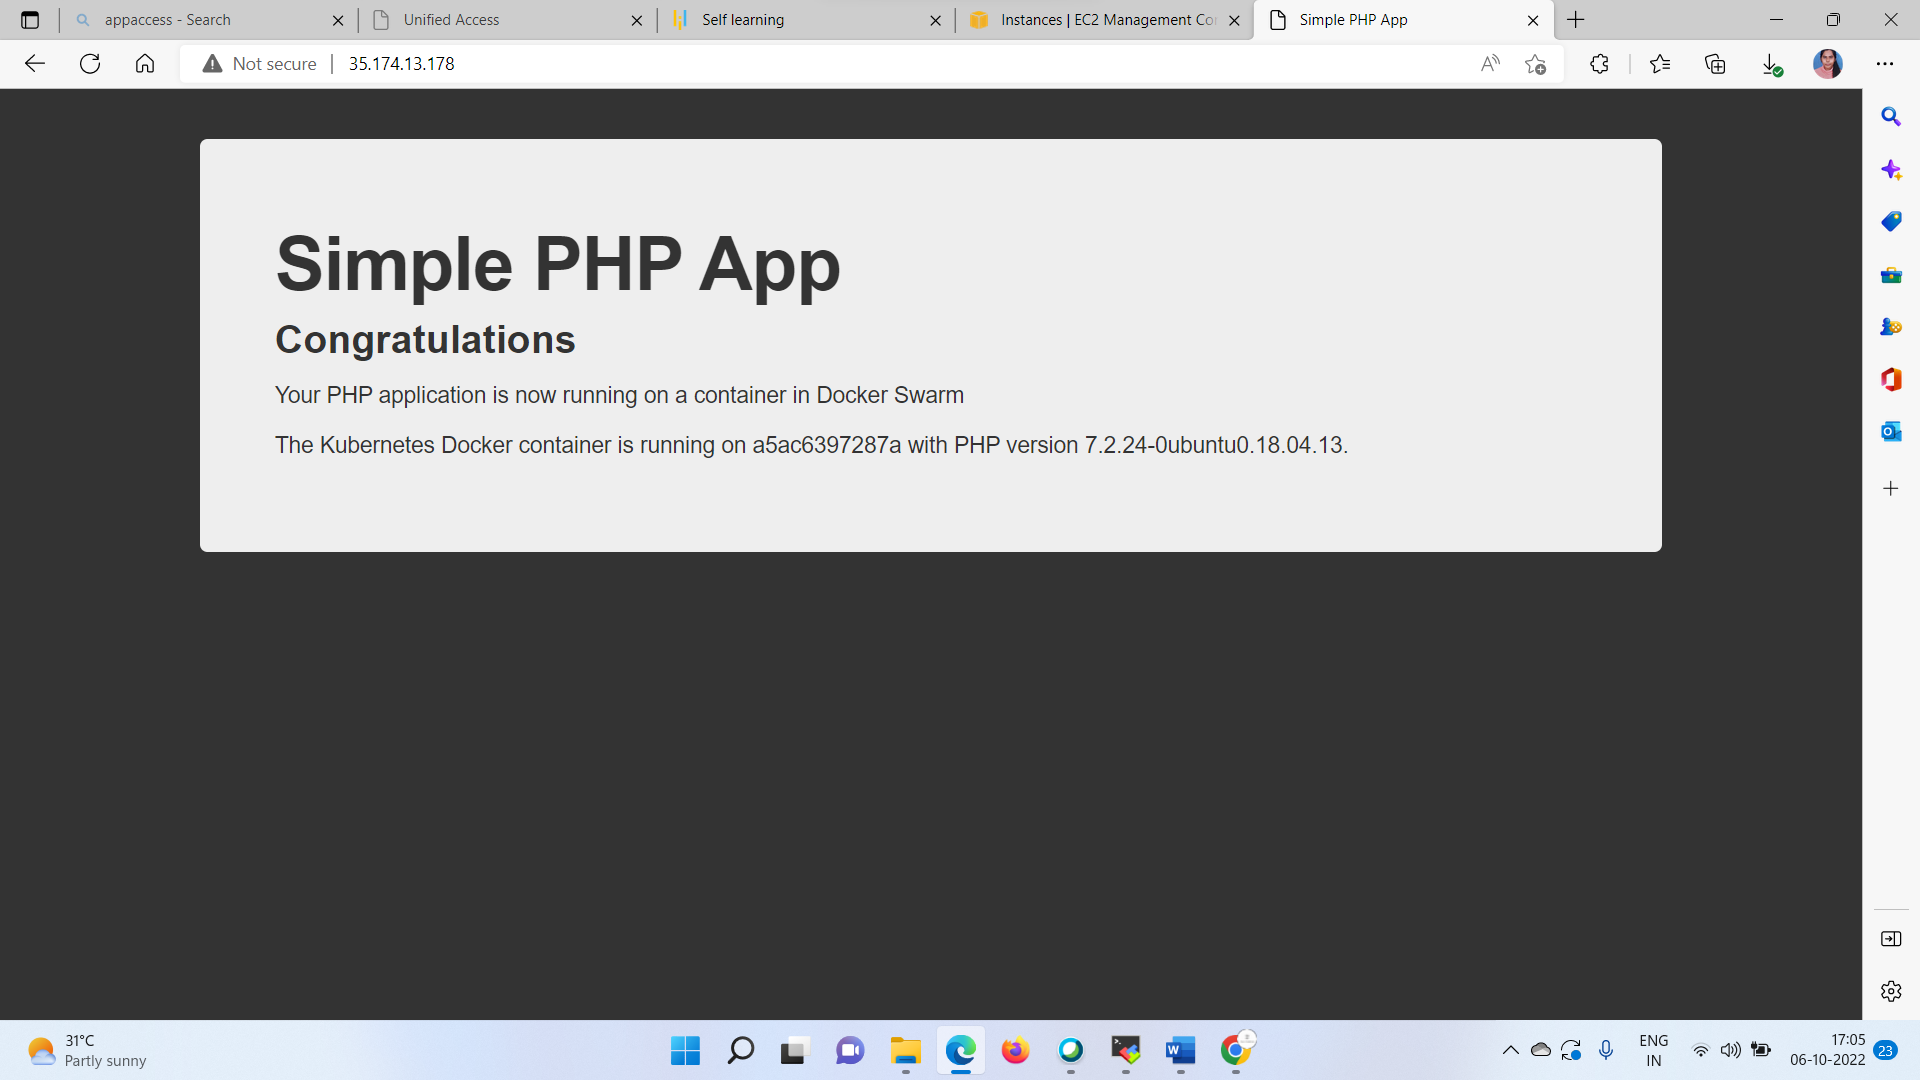 appaccess - Search
Unified Access
Self learning
Instances | EC2 Management Co
Simple PHP App
Not secure
35.174.13.178
Simple PHP App
Congratulations
Your PHP application is now running on a container in Docker Swarm
The Kubernetes Docker container is running on a5ac6397287a with PHP version 7.2.24-0ubuntu0.18.04.13.
31°C
Partly sunny
ENG
IN
17:05
06-10-2022
23